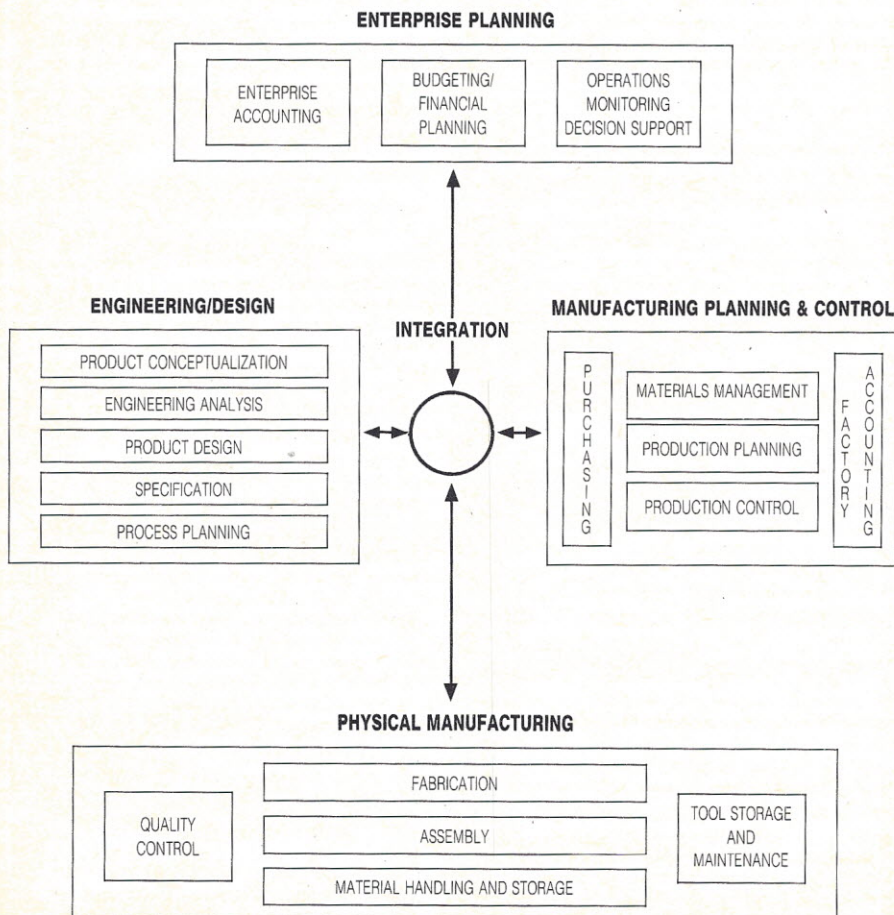 ENTERPRISE PLANNING
ENTERPRISE
ACCOUNTING
BUDGETING/
FINANCIAL
PLANNING
OPERATIONS
MONITORING
DECISION SUPPORT
ENGINEERING/DESIGN
PRODUCT CONCEPTUALIZATION
ENGINEERING ANALYSIS
PRODUCT DESIGN
SPECIFICATION
PROCESS PLANNING
INTEGRATION
MANUFACTURING PLANNING & CONTROL
PURCHASING
MATERIALS MANAGEMENT
PRODUCTION PLANNING
PRODUCTION CONTROL
FACTORY
ACCOUNTING
PHYSICAL MANUFACTURING
QUALITY
CONTROL
FABRICATION
ASSEMBLY
MATERIAL HANDLING AND STORAGE
TOOL STORAGE
AND
MAINTENANCE